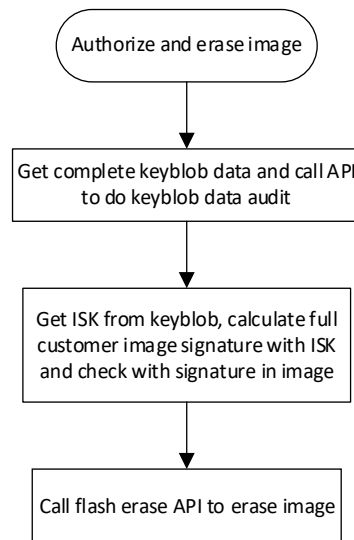 Authorize and erase image
Get complete keyblob data and call API
to do keyblob data audit
Get ISK from keyblob, calculate full
customer image signature with ISK
and check with signature in image
Call flash erase API to erase image